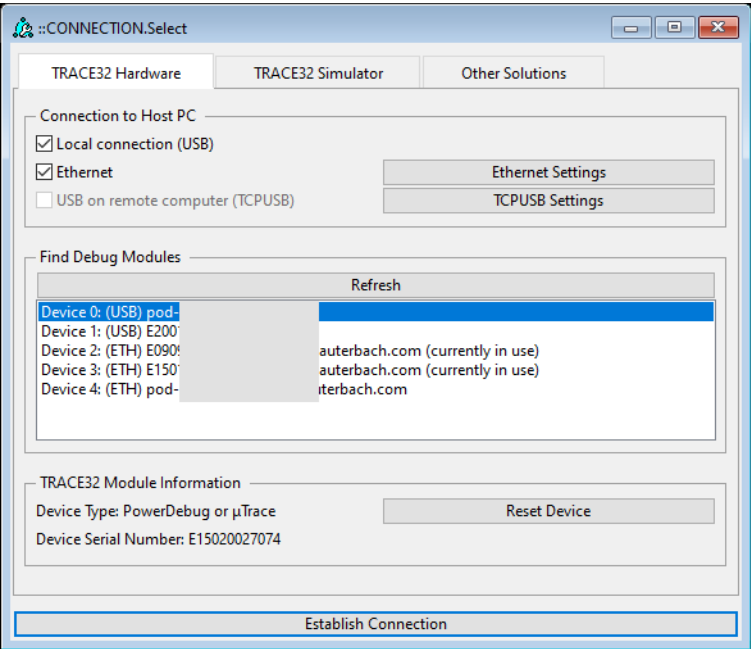 ::CONNECTION.Select
TRACE32 Hardware TRACE32 Simulator Other Solutions
Connection to Host PC
Local connection (USB)
Ethernet Ethernet Settings
USB on remote computer (TCPUSB) TCPUSB Settings
Find Debug Modules
Refresh
Device 0: (USB) pod-
Device 1: (USB) E200
Device 2: (ETH) E090 auterbach.com (currently in use)
Device 3: (ETH) E150 auterbach.com (currently in use)
Device 4: (ETH) pod- terbach.com
TRACE32 Module Information
Device Type: PowerDebug or µTrace Reset Device
Device Serial Number: E15020027074
Establish Connection